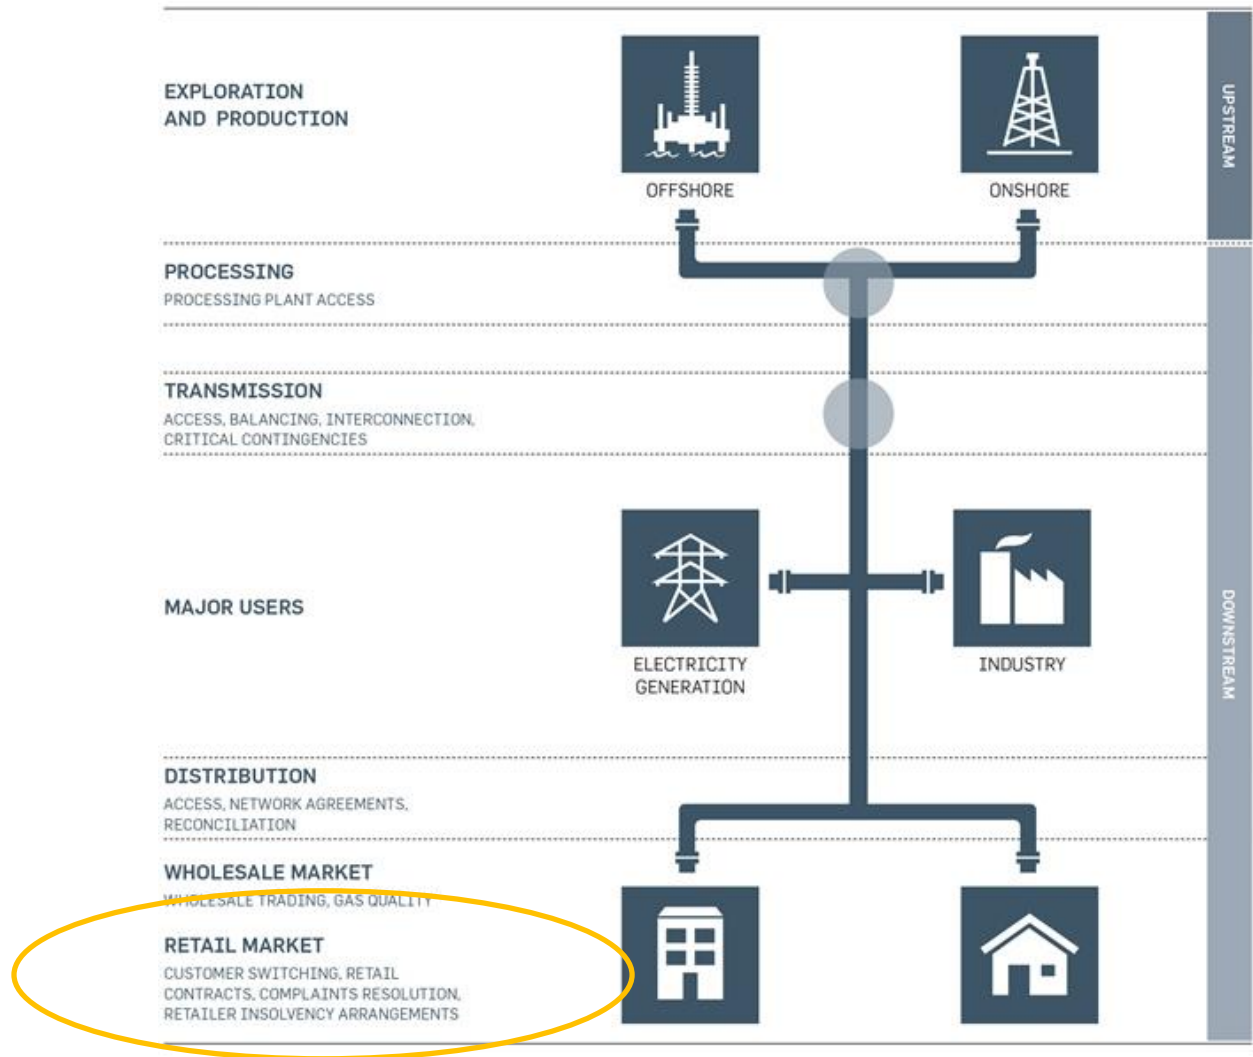 EXPLORATION
AND PRODUCTION
OFFSHORE
ONSHORE
UPSTREAM
PROCESSING
PROCESSING PLANT ACCESS
TRANSMISSION
ACCESS, BALANCING, INTERCONNECTION,
CRITICAL CONTINGENCIES
MAJOR USERS
ELECTRICITY
GENERATION
INDUSTRY
DOWNSTREAM
DISTRIBUTION
ACCESS, NETWORK AGREEMENTS,
RECONCILIATION
WHOLESALE MARKET
WHOLESALE TRADING, GAS QUALITY
RETAIL MARKET
CUSTOMER SWITCHING, RETAIL
CONTRACTS, COMPLAINTS RESOLUTION,
RETAILER INSOLVENCY ARRANGEMENTS